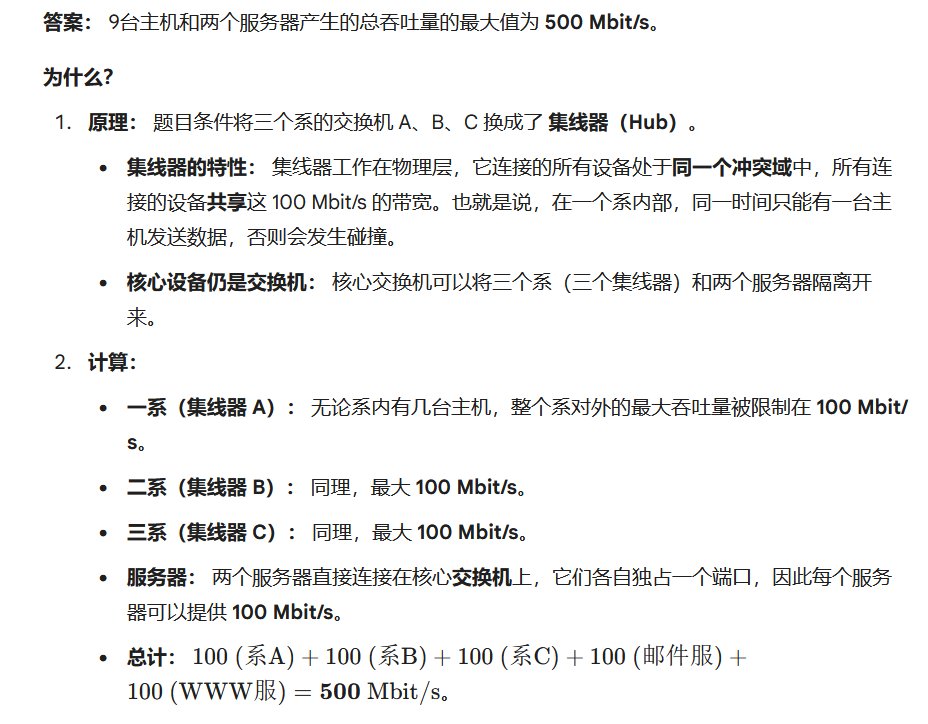 答案： 9台主机和两个服务器产生的总吞吐量的最大值为 500 Mbit/s。
为什么？
1. 原理： 题目条件将三个系的交换机 A、B、C 换成了 集线器（Hub）。
• 集线器的特性： 集线器工作在物理层，它连接的所有设备处于同一个冲突域中，所有连
接的设备共享这 100 Mbit/s 的带宽。也就是说，在一个系内部，同一时间只能有一台主
机发送数据，否则会发生碰撞。
• 核心设备仍是交换机： 核心交换机可以将三个系（三个集线器）和两个服务器隔离开
来。
2. 计算：
• 一系（集线器 A）： 无论系内有几台主机，整个系对外的最大吞吐量被限制在 100 Mbit/
s。
• 二系（集线器 B）： 同理，最大 100 Mbit/s。
• 三系（集线器 C）： 同理，最大 100 Mbit/s。
• 服务器： 两个服务器直接连接在核心交换机上，它们各自独占一个端口，因此每个服务
器可以提供 100 Mbit/s。
• 总计： 100 (系A) + 100 (系B) + 100 (系C) + 100 (邮件服) +
100 (WWW服) = 500 Mbit/s。